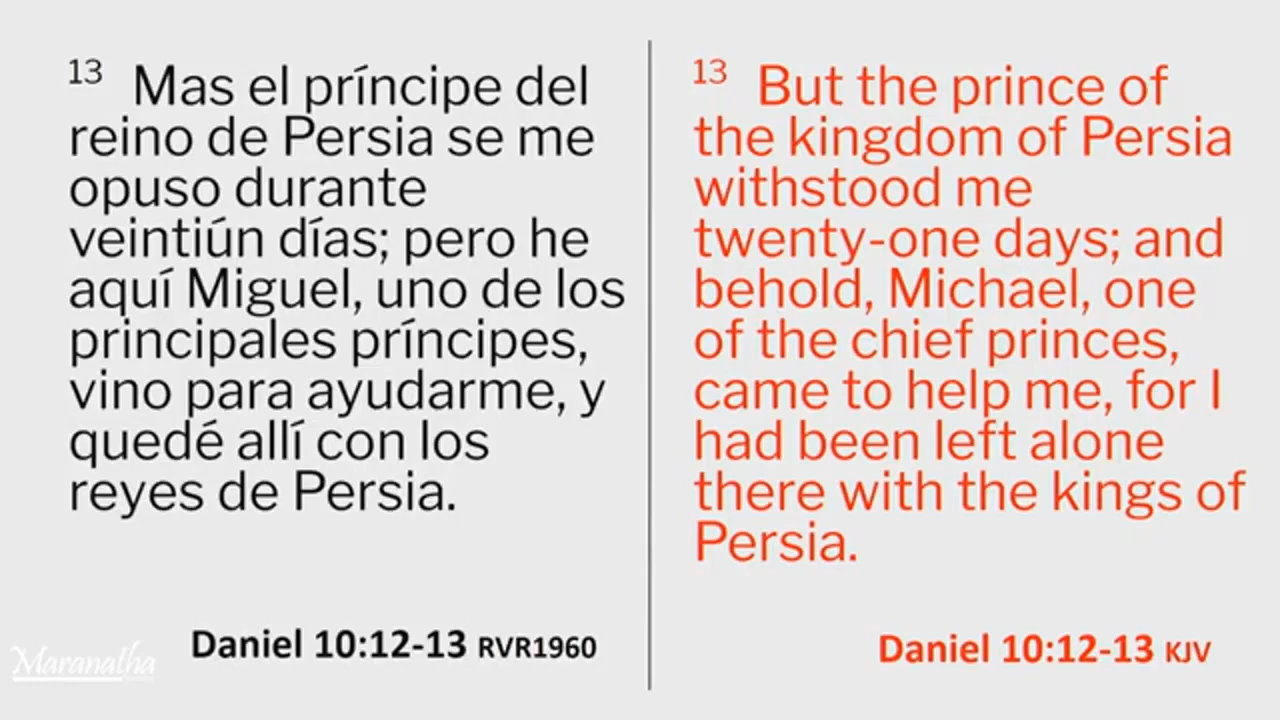 13 Mas el príncipe del
reino de Persia se me
opuso durante
veintiún días; pero he
aquí Miguel, uno de los
principales príncipes,
vino para ayudarme, y
quedé allí con los
reyes de Persia.
Daniel 10:12-13 RVR1960
13 But the prince of
the kingdom of Persia
withstood me
twenty-one days; and
behold, Michael, one
of the chief princes,
came to help me, for I
had been left alone
there with the kings of
Persia.
Daniel 10:12-13 KJV
Maranatha